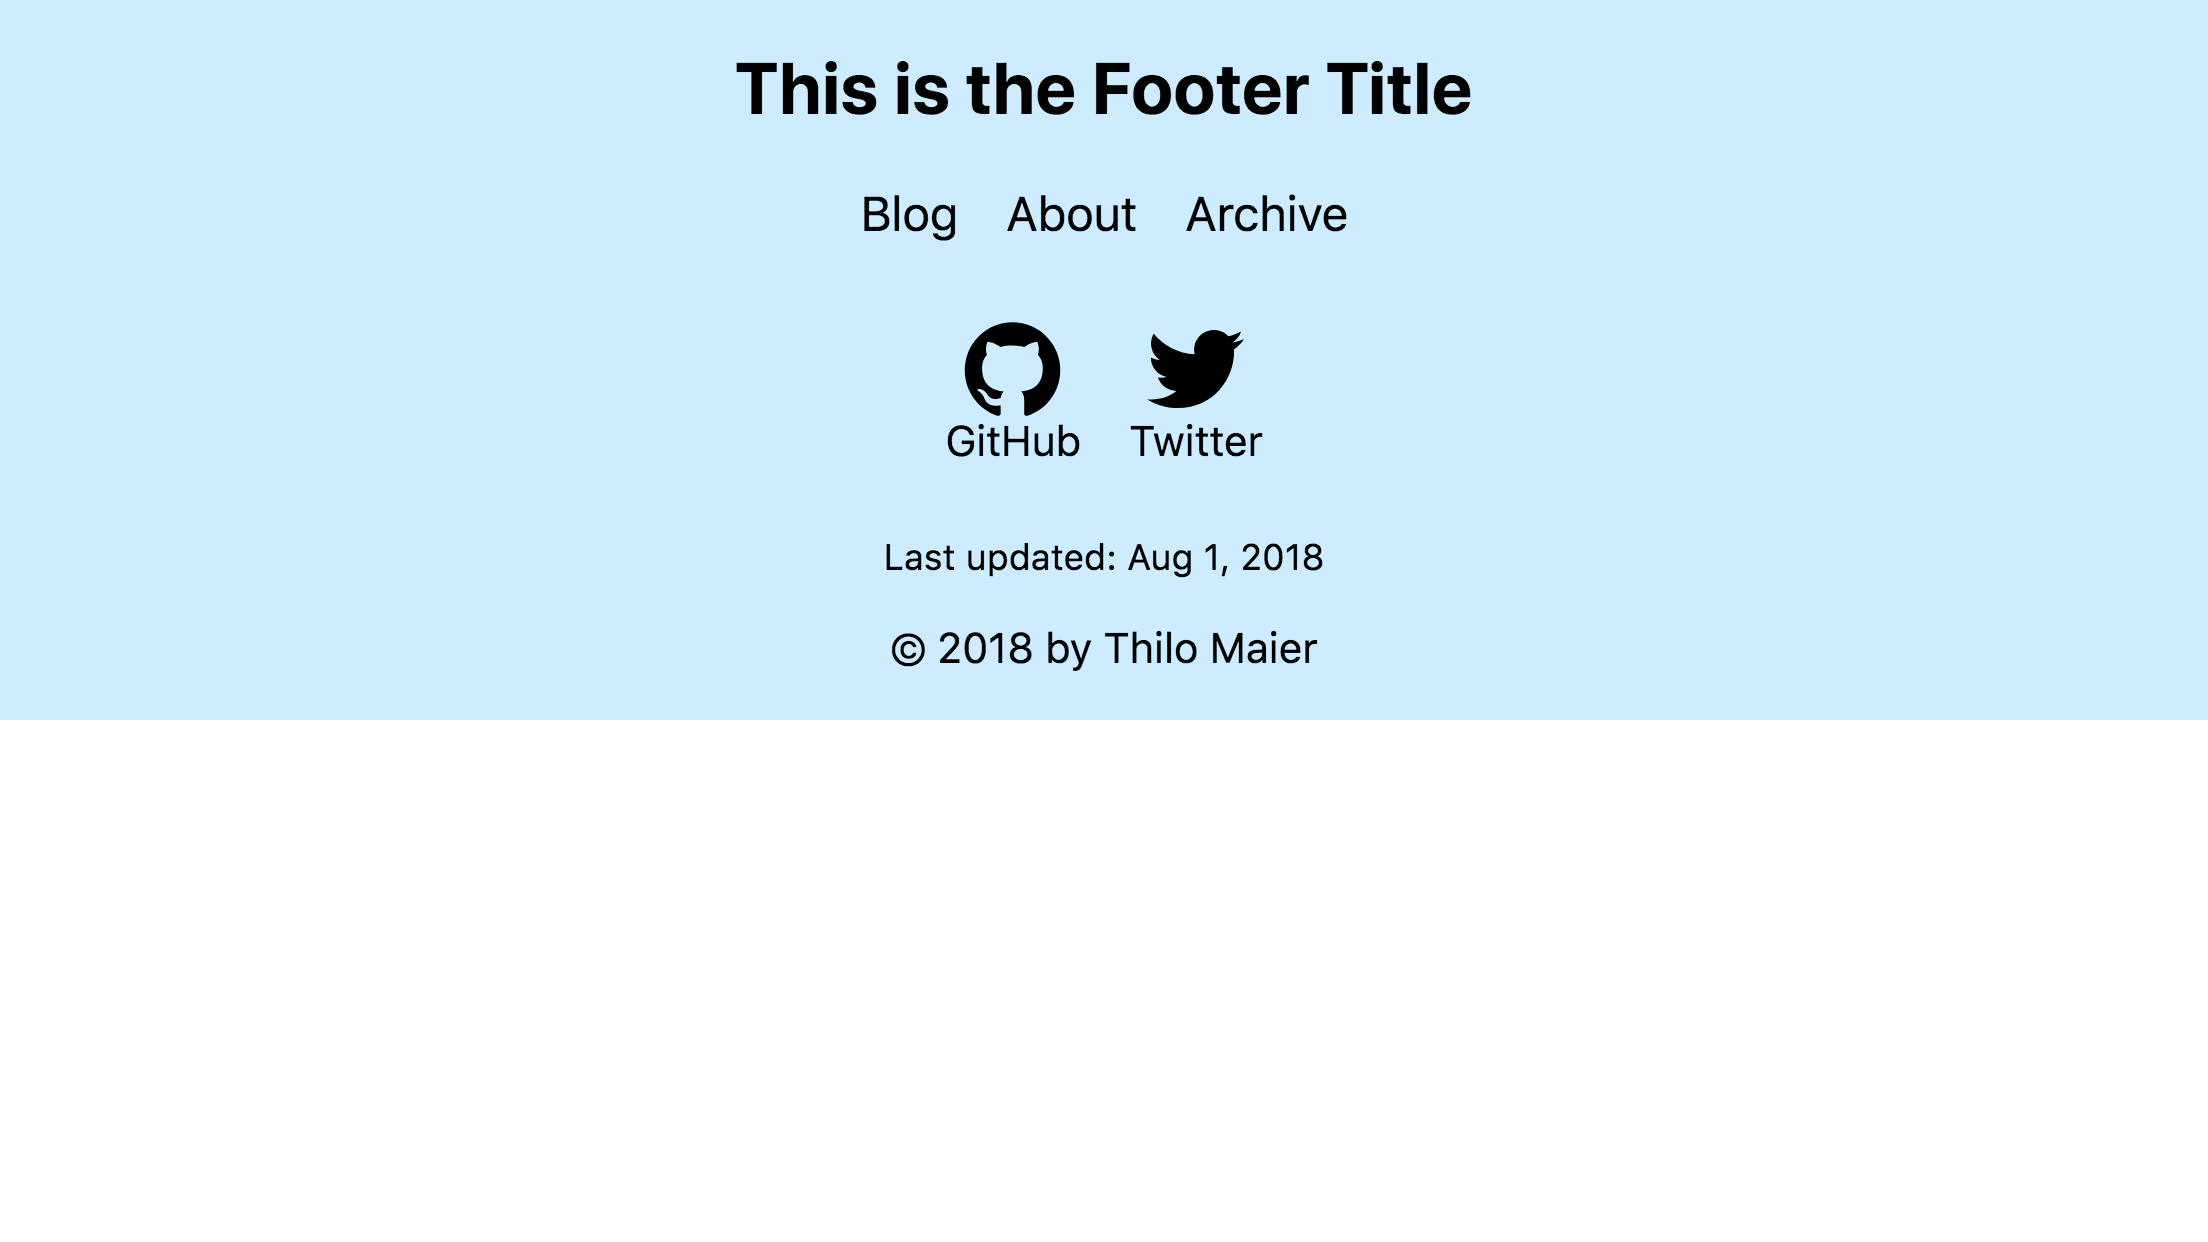 This is the Footer Title
Blog About Archive
GitHub Twitter
Last updated: Aug 1, 2018
© 2018 by Thilo Maier